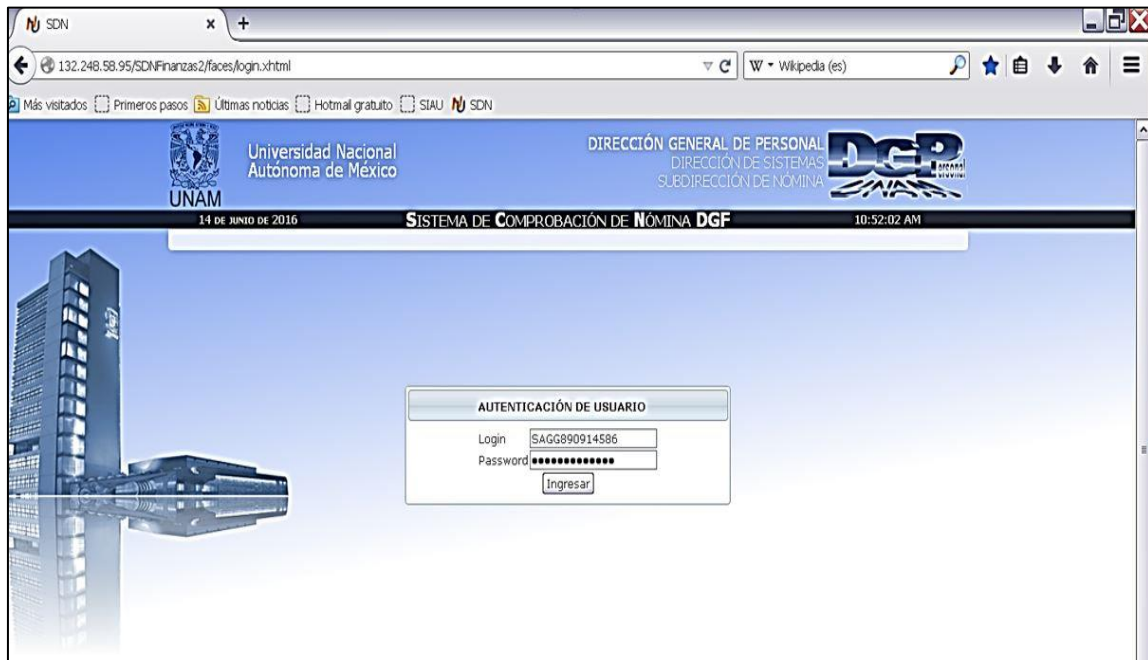 SDN
132.248.58.95/SDNFinanzas2/faces/login.xhtml
W Wikipedia (es)
Más visitados Primeros pasos Últimas noticias Hotmail gratuito SIAU SDN
Universidad Nacional
Autónoma de México
UNAM
DIRECCIÓN GENERAL DE PERSONAL
DIRECCIÓN DE SISTEMAS
SUBDIRECCIÓN DE NÓMINA
DGP
Personal
UNAM
14 DE JUNIO DE 2016 SISTEMA DE COMPROBACIÓN DE NÓMINA DGF 10:52:02 AM
AUTENTICACIÓN DE USUARIO
Login SAGG890914586
Password •••••••••••••
Ingresar